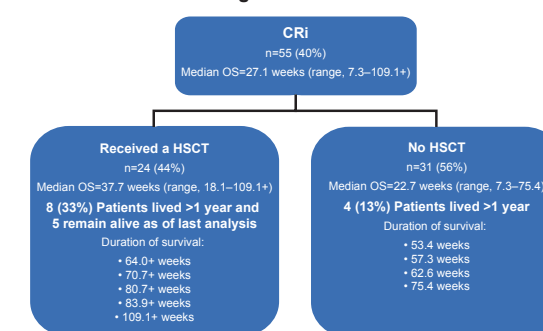 CRi
n=55 (40%)
Median OS=27.1 weeks (range, 7.3–109.1+)
Received a HSCT
n=24 (44%)
Median OS=37.7 weeks (range, 18.1–109.1+)
8 (33%) Patients lived >1 year and
5 remain alive as of last analysis
Duration of survival:
• 64.0+ weeks
• 70.7+ weeks
• 80.7+ weeks
• 83.9+ weeks
• 109.1+ weeks
No HSCT
n=31 (56%)
Median OS=22.7 weeks (range, 7.3–75.4)
4 (13%) Patients lived >1 year
Duration of survival:
• 53.4 weeks
• 57.3 weeks
• 62.6 weeks
• 75.4 weeks